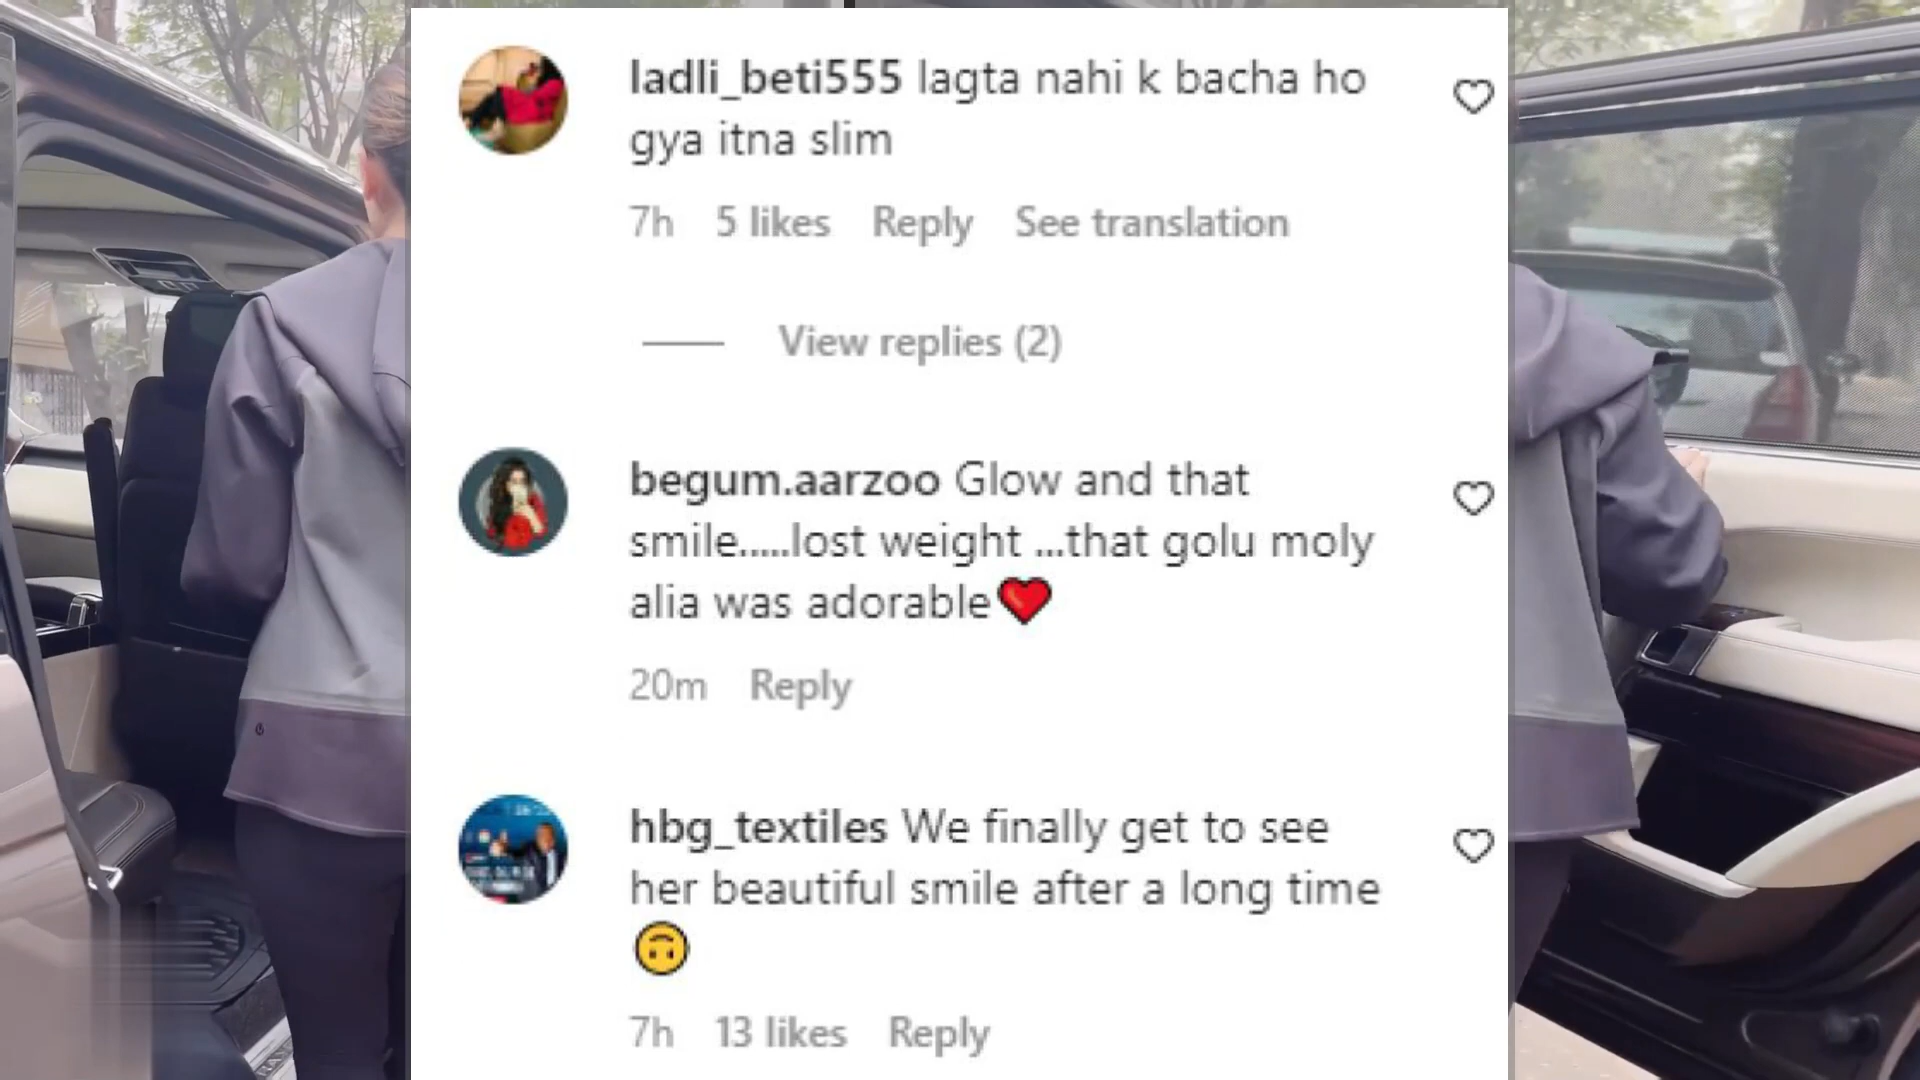 ladli_beti555 lagta nahi k bacha ho
gya itna slim
7h 5 likes Reply See translation
View replies (2)
begum.aarzoo Glow and that
smile.....lost weight ...that golu moly
alia was adorable❤️
20m Reply
hbg_textiles We finally get to see
her beautiful smile after a long time
🙃
7h 13 likes Reply